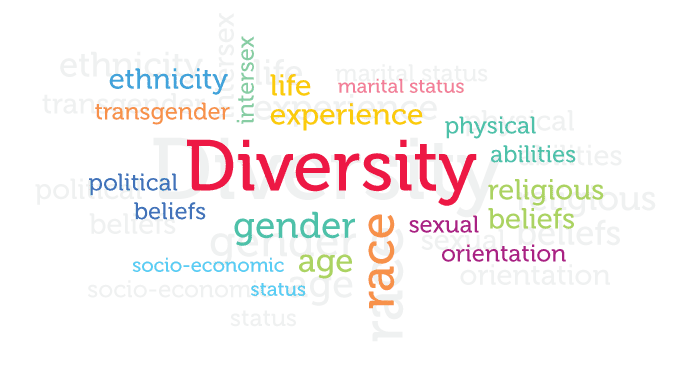 ethnicity
transgender
intersex
life
experience
marital status
physical
abilities
Diversity
political
beliefs
religious
beliefs
gender
sexual
orientation
race
age
socio-economic
status